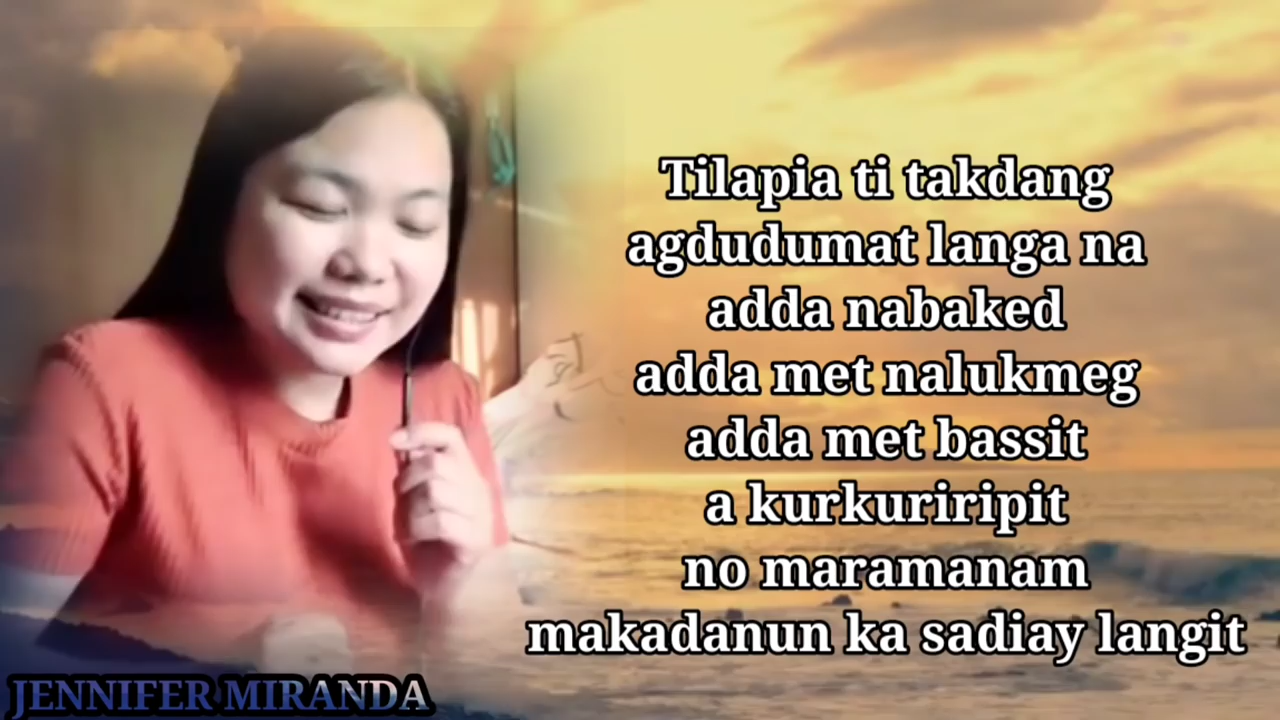 Tilapia ti takdang
agdudumat langa na
adda nabaked
adda met nalukmeg
adda met bassit
a kurkuriripit
no maramanam
makadanun ka sadiay langit
JENNIFER MIRANDA